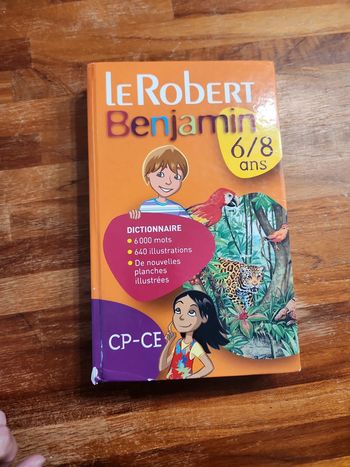 LE ROBERT
Benjamin
6/8
ans
DICTIONNAIRE
• 6 000 mots
• 640 illustrations
• De nouvelles
planches
illustrées
CP-CE